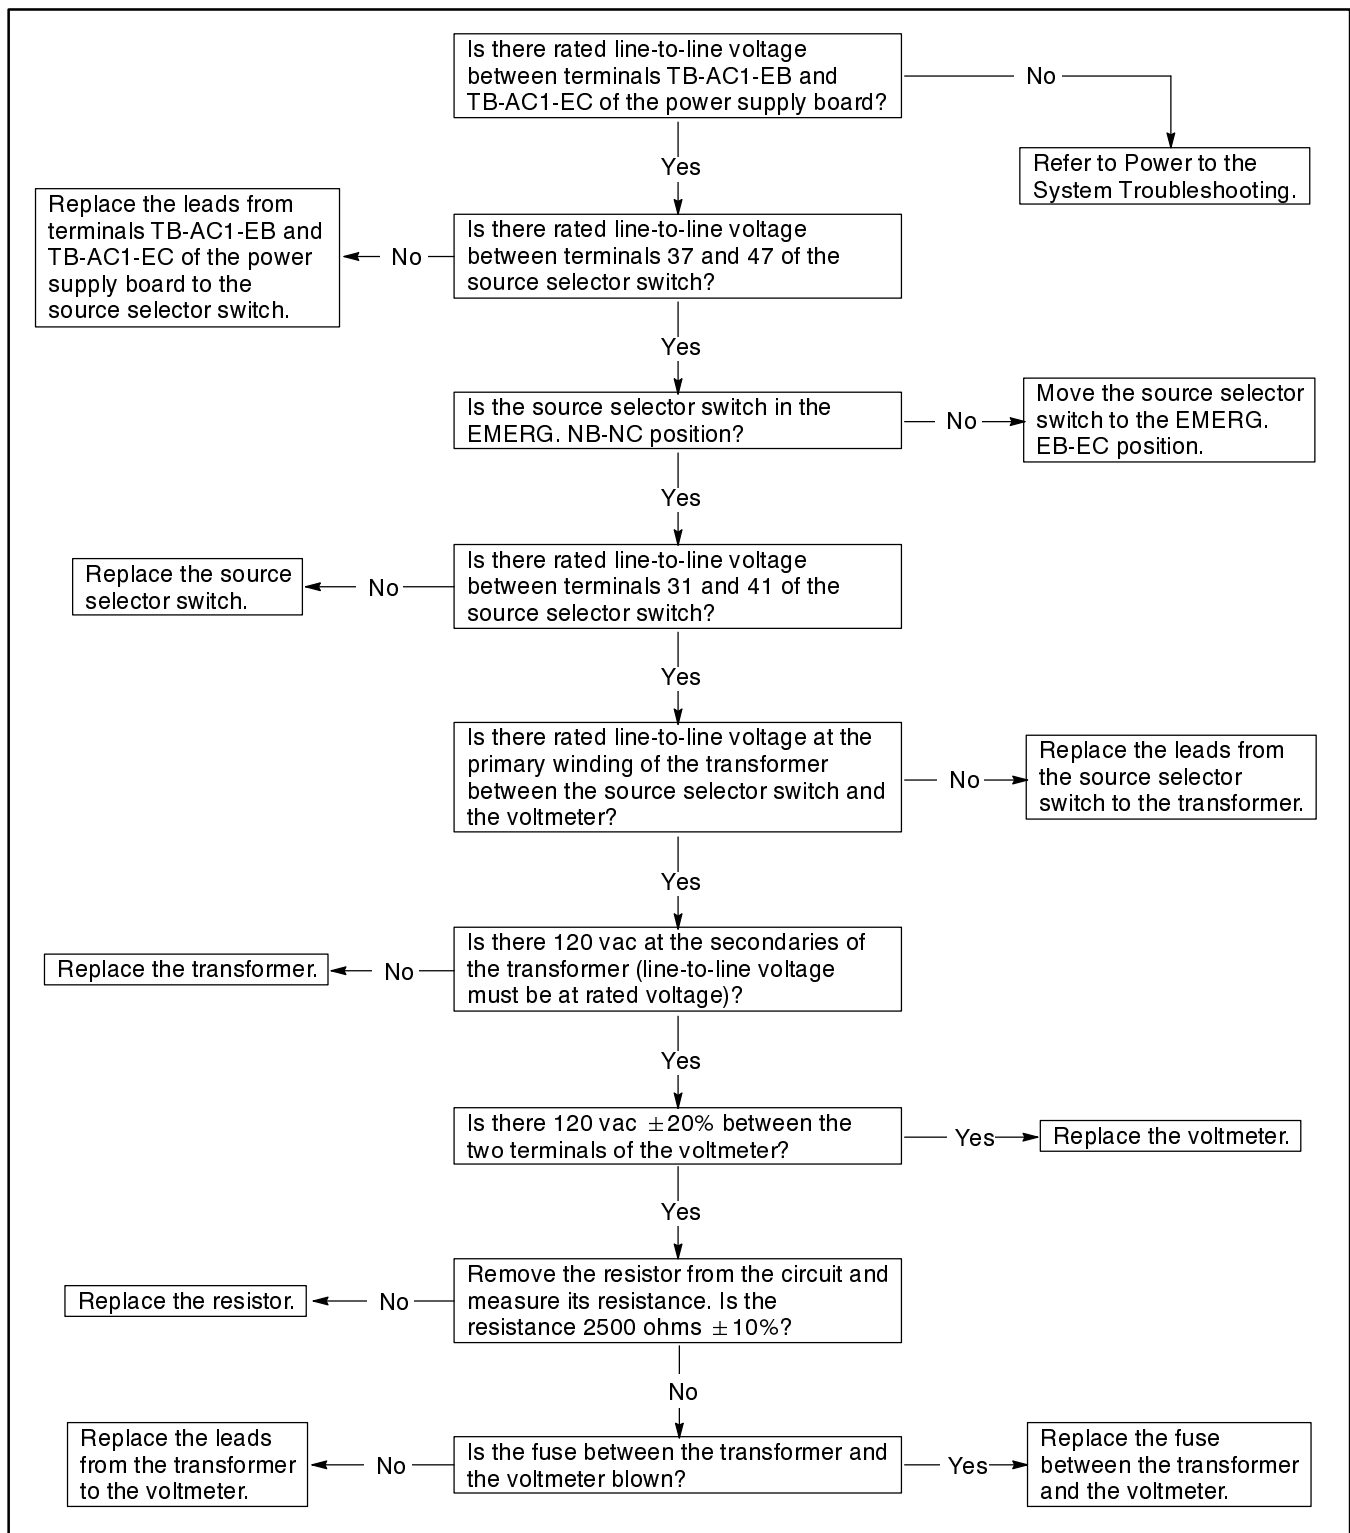 Is there rated line-to-line voltage
between terminals TB-AC1-EB and
TB-AC1-EC of the power supply board?
No
Refer to Power to the
System Troubleshooting.
Yes
Replace the leads from
terminals TB-AC1-EB and
TB-AC1-EC of the power
supply board to the
source selector switch.
No
Is there rated line-to-line voltage
between terminals 37 and 47 of the
source selector switch?
Yes
Is the source selector switch in the
EMERG. NB-NC position?
No
Move the source selector
switch to the EMERG.
EB-EC position.
Yes
Replace the source
selector switch.
No
Is there rated line-to-line voltage
between terminals 31 and 41 of the
source selector switch?
Yes
Is there rated line-to-line voltage at the
primary winding of the transformer
between the source selector switch and
the voltmeter?
No
Replace the leads from
the source selector
switch to the transformer.
Yes
Replace the transformer.
No
Is there 120 vac at the secondaries of
the transformer (line-to-line voltage
must be at rated voltage)?
Yes
Is there 120 vac ±20% between the
two terminals of the voltmeter?
Yes
Replace the voltmeter.
Yes
Replace the resistor.
No
Remove the resistor from the circuit and
measure its resistance. Is the
resistance 2500 ohms ±10%?
No
Replace the leads
from the transformer
to the voltmeter.
No
Is the fuse between the transformer and
the voltmeter blown?
Yes
Replace the fuse
between the transformer
and the voltmeter.